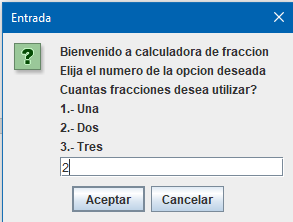 Entrada
Bienvenido a calculadora de fraccion
Elija el numero de la opcion deseada
Cuantas fracciones desea utilizar?
1.- Una
2.- Dos
3.- Tres
2
Aceptar Cancelar